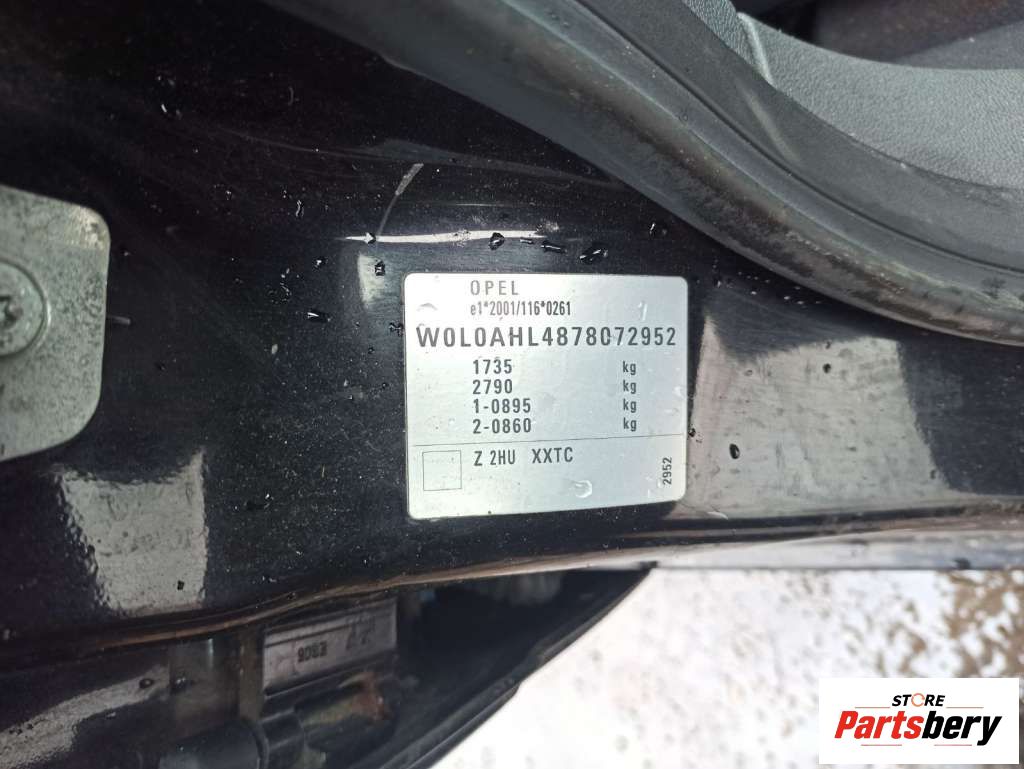 OPEL
e1*2001/116*0261
W0L0AHL4878072952
1735 kg
2790 kg
1-0895 kg
2-0860 kg
Z 2HU XXTC
2952
STORE
Partsbery